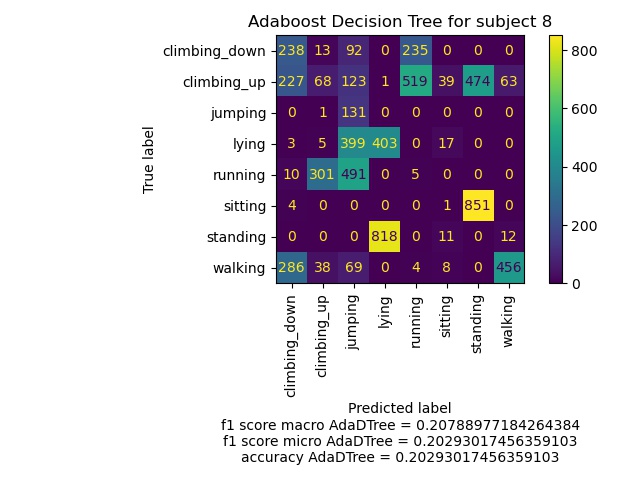 Adaboost Decision Tree for subject 8
climbing_down 238 13 92 0 235 0 0 0
climbing_up 227 68 123 1 519 39 474 63
jumping 0 1 131 0 0 0 0 0
lying 3 5 399 403 0 17 0 0
running 10 301 491 0 5 0 0 0
sitting 4 0 0 0 0 1 851 0
standing 0 0 0 818 0 11 0 12
walking 286 38 69 0 4 8 0 456
True label
climbing_down climbing_up jumping lying running sitting standing walking
Predicted label
800
600
400
200
0
f1 score macro AdaDTree = 0.20788977184264384
f1 score micro AdaDTree = 0.20293017456359103
accuracy AdaDTree = 0.20293017456359103